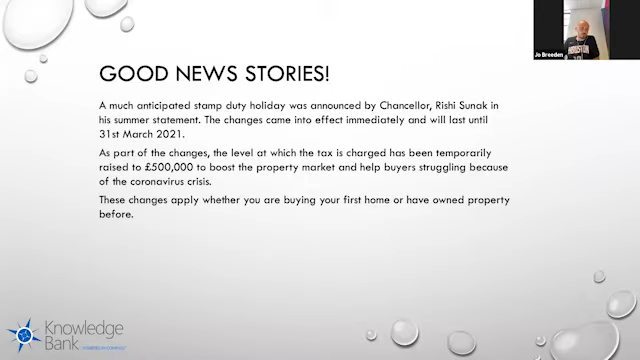 Jo Breeden
GOOD NEWS STORIES!
A much anticipated stamp duty holiday was announced by Chancellor, Rishi Sunak in
his summer statement. The changes came into effect immediately and will last until
31st March 2021.
As part of the changes, the level at which the tax is charged has been temporarily
raised to £500,000 to boost the property market and help buyers struggling because
of the coronavirus crisis.
These changes apply whether you are buying your first home or have owned property
before.
Knowledge
Bank